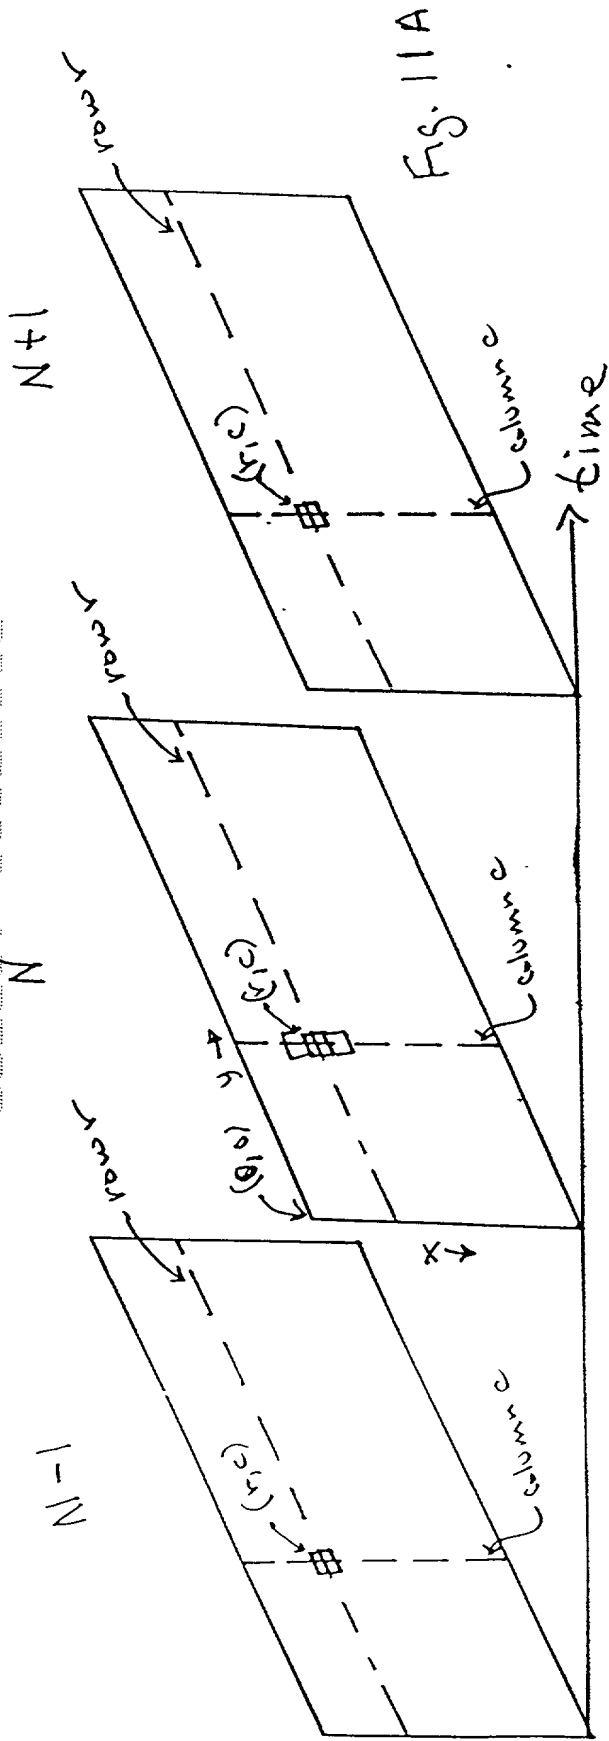 N-1
N
N+1
row r
row r
row r
(r,c)
(r,c)
(r,c)
(0,0)
y
x
column c
column c
column c
time
Fig. 11A